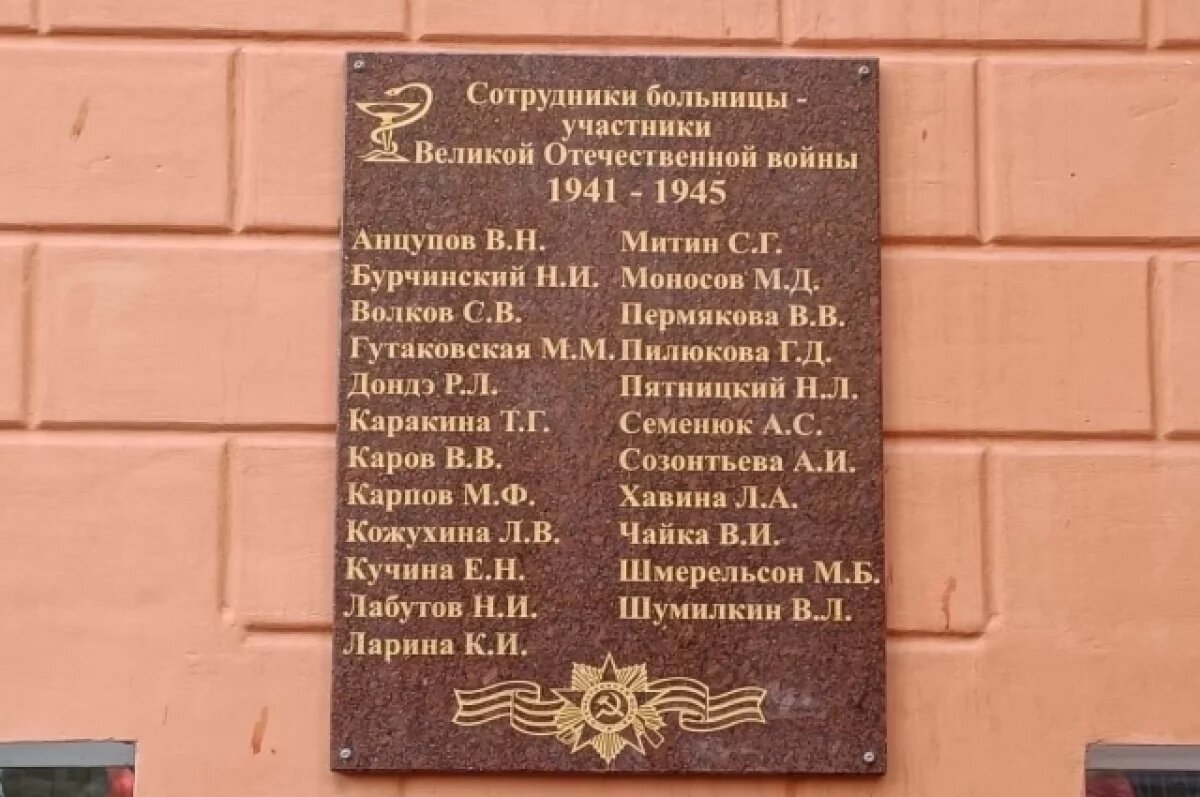 Сотрудники больницы -
участники
Великой Отечественной войны
1941 - 1945
Анцупов В.Н.
Бурчинский Н.И.
Волков С.В.
Гутаковская М.М.
Дондэ Р.Л.
Каракина Т.Г.
Каров В.В.
Карпов М.Ф.
Кожухина Л.В.
Кучина Е.Н.
Лабутов Н.И.
Ларина К.И.
Митин С.Г.
Моносов М.Д.
Пермякова В.В.
Пилюкова Г.Д.
Пятницкий Н.Л.
Семенюк А.С.
Созонтьева А.И.
Хавина Л.А.
Чайка В.И.
Шмерельсон М.Б.
Шумилкин В.Л.